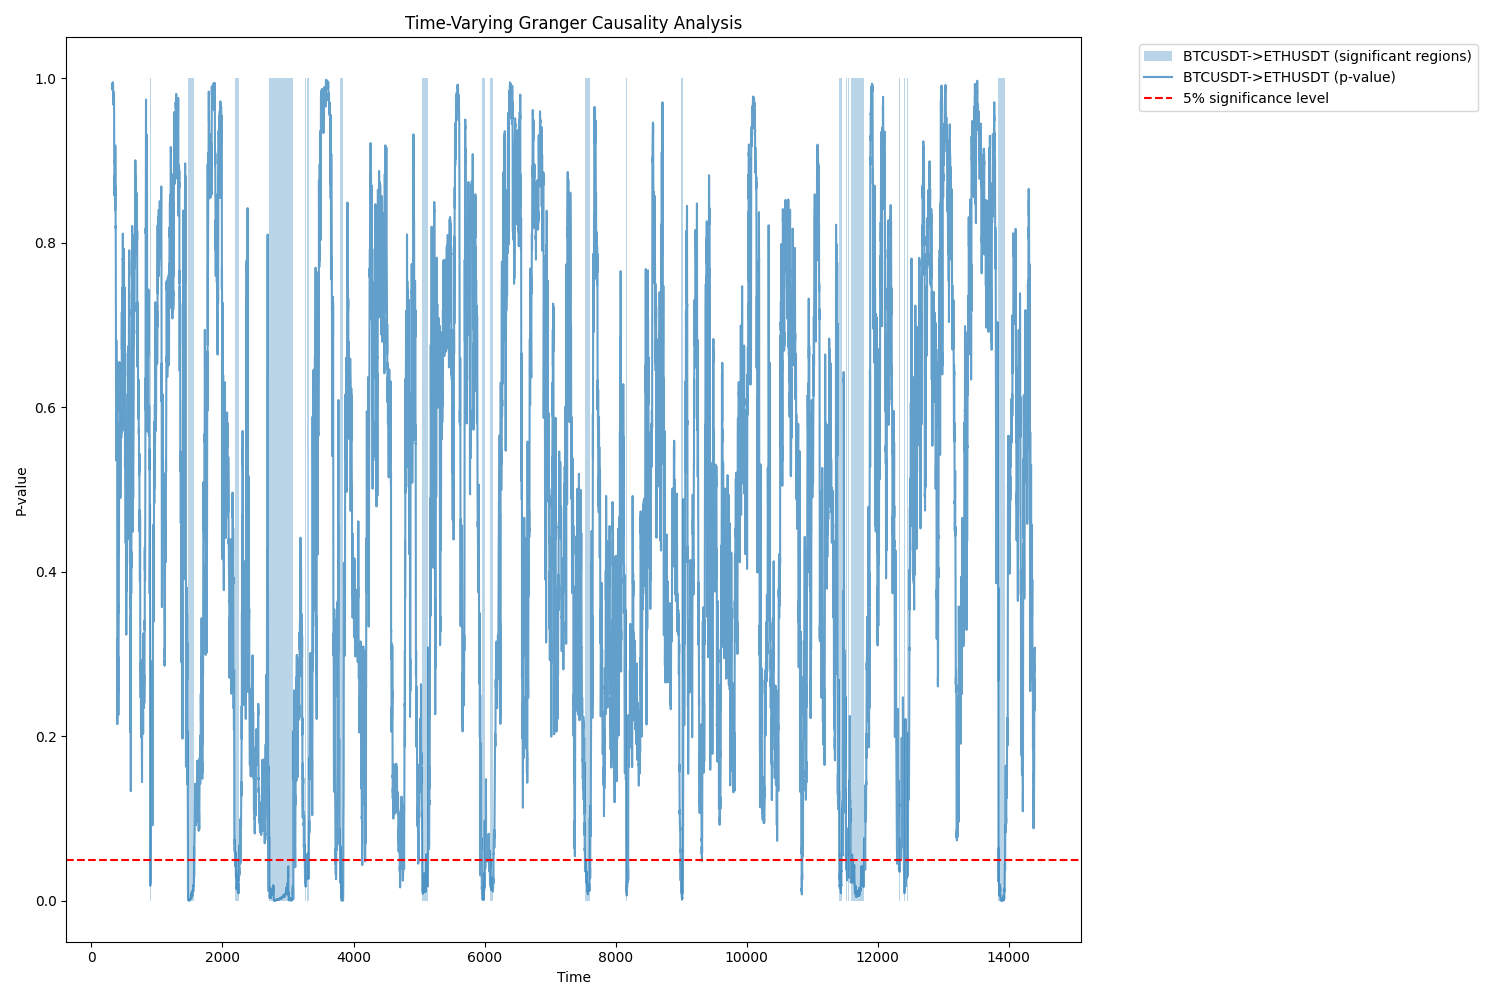 Time-Varying Granger Causality Analysis
BTCUSDT->ETHUSDT (significant regions)
BTCUSDT->ETHUSDT (p-value)
5% significance level
1.0
0.8
0.6
0.4
0.2
0.0
P-value
0 2000 4000 6000 8000 10000 12000 14000
Time